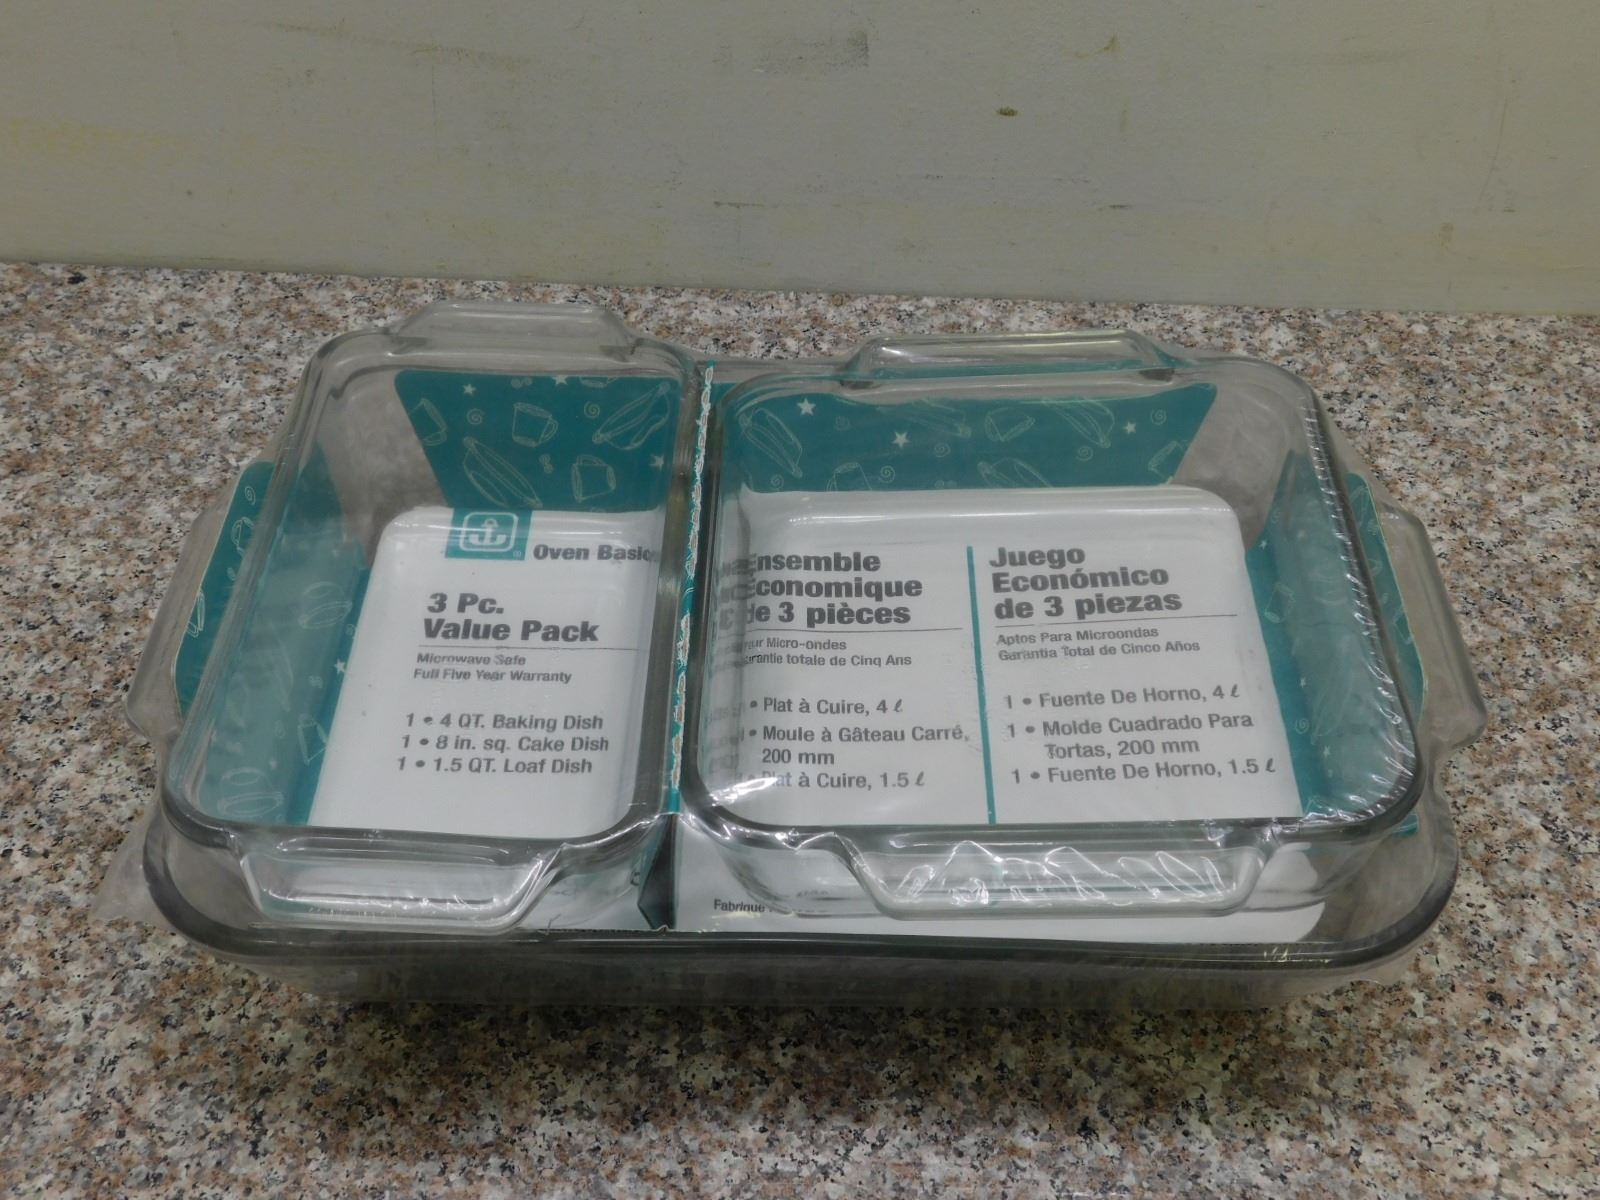 Oven Basics
3 Pc.
Value Pack
Microwave Safe
Full Five Year Warranty
1 • 4 QT. Baking Dish
1 • 8 in. sq. Cake Dish
1 • 1.5 QT. Loaf Dish
Ensemble
Économique
de 3 pièces
Micro-ondes
Garantie totale de Cinq Ans
• Plat à Cuire, 4 ℓ
• Moule à Gâteau Carré,
200 mm
Plat à Cuire, 1.5 ℓ
Juego
Económico
de 3 piezas
Aptos Para Microondas
Garantía Total de Cinco Años
1 • Fuente De Horno, 4 ℓ
1 • Molde Cuadrado Para
Tortas, 200 mm
1 • Fuente De Horno, 1.5 ℓ
Fabriqué